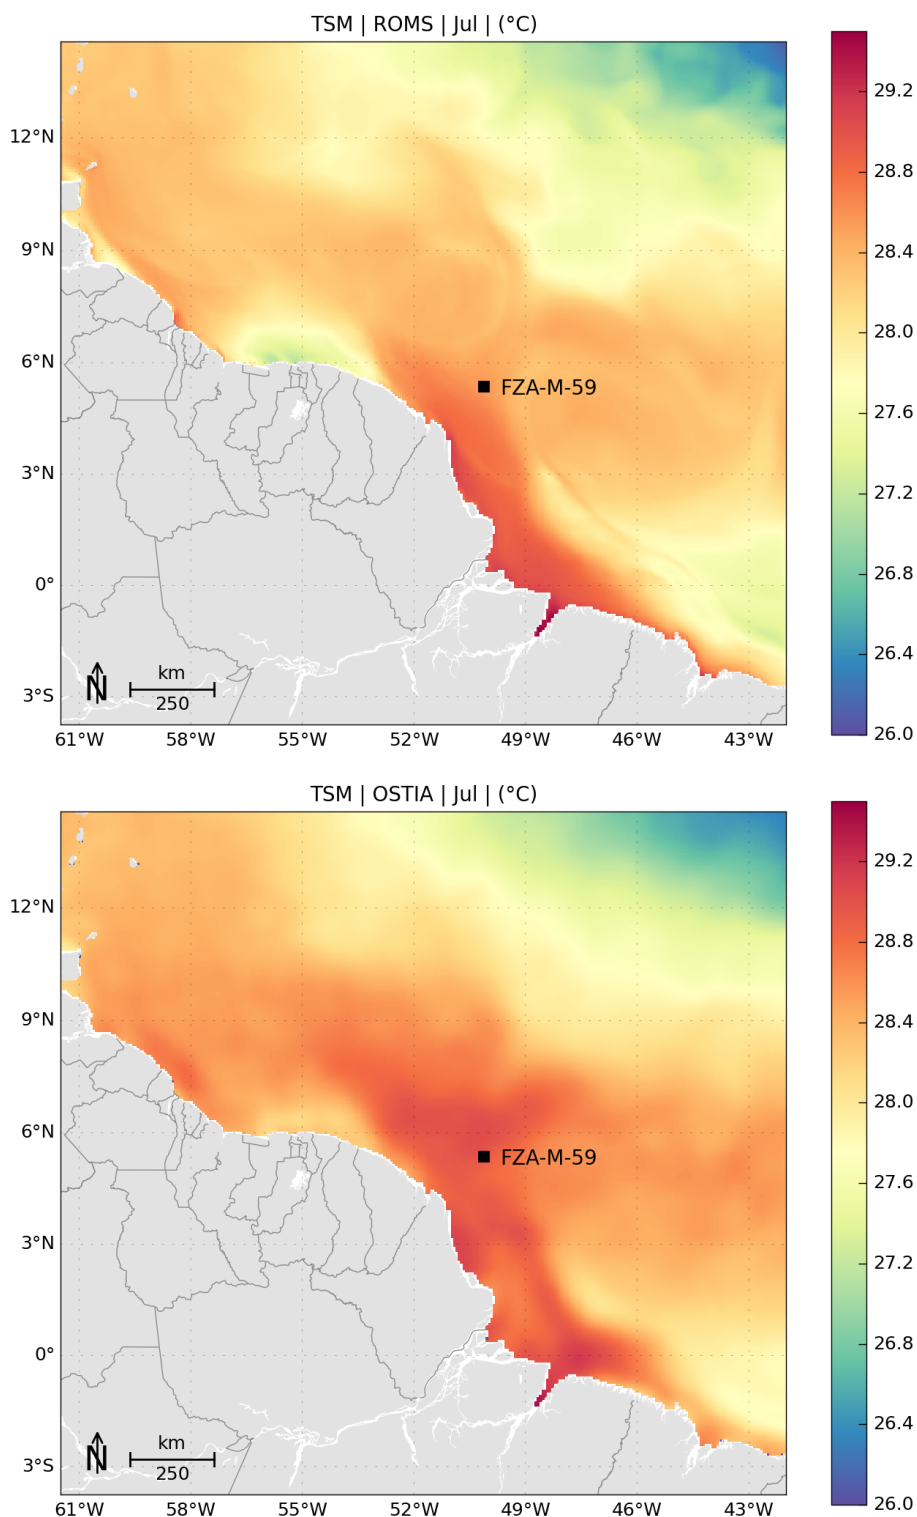 TSM | ROMS | Jul | (°C)
12°N
9°N
6°N
3°N
0°
3°S
FZA-M-59
N
km
250
61°W 58°W 55°W 52°W 49°W 46°W 43°W
29.2
28.8
28.4
28.0
27.6
27.2
26.8
26.4
26.0
TSM | OSTIA | Jul | (°C)
12°N
9°N
6°N
3°N
0°
3°S
FZA-M-59
N
km
250
61°W 58°W 55°W 52°W 49°W 46°W 43°W
29.2
28.8
28.4
28.0
27.6
27.2
26.8
26.4
26.0